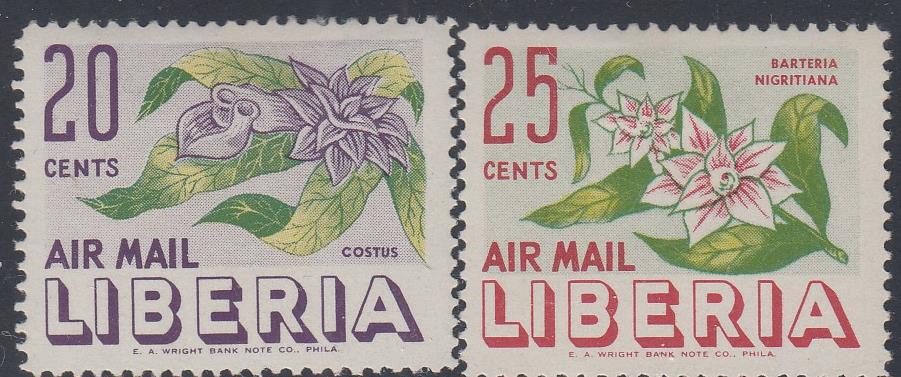 20
CENTS
COSTUS
AIR MAIL
LIBERIA
E. A. WRIGHT BANK NOTE CO., PHILA.
25
CENTS
BARTERIA
NIGRITIANA
AIR MAIL
LIBERIA
E. A. WRIGHT BANK NOTE CO., PHILA.